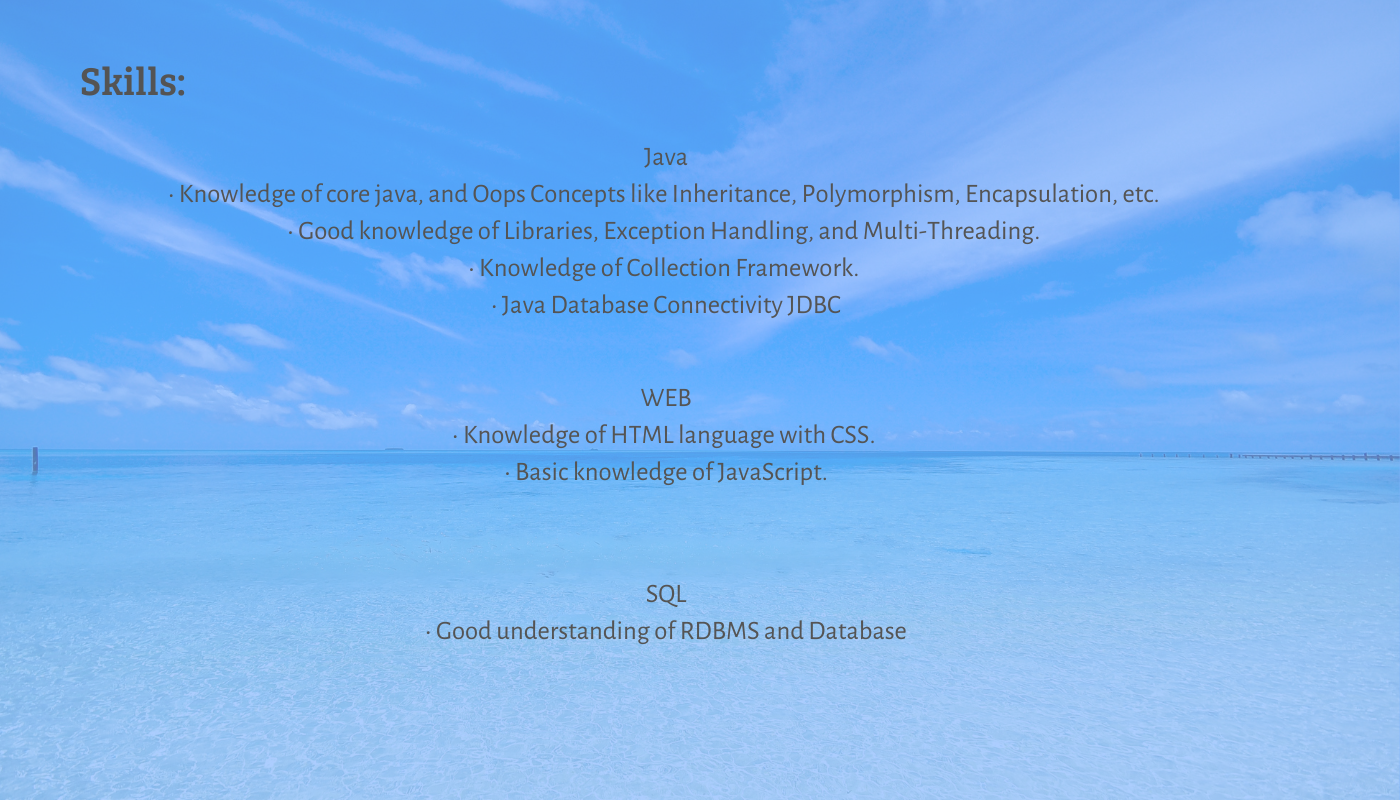 Skills:
Java
· Knowledge of core java, and Oops Concepts like Inheritance, Polymorphism, Encapsulation, etc.
· Good knowledge of Libraries, Exception Handling, and Multi-Threading.
· Knowledge of Collection Framework.
· Java Database Connectivity JDBC
WEB
· Knowledge of HTML language with CSS.
· Basic knowledge of JavaScript.
SQL
· Good understanding of RDBMS and Database